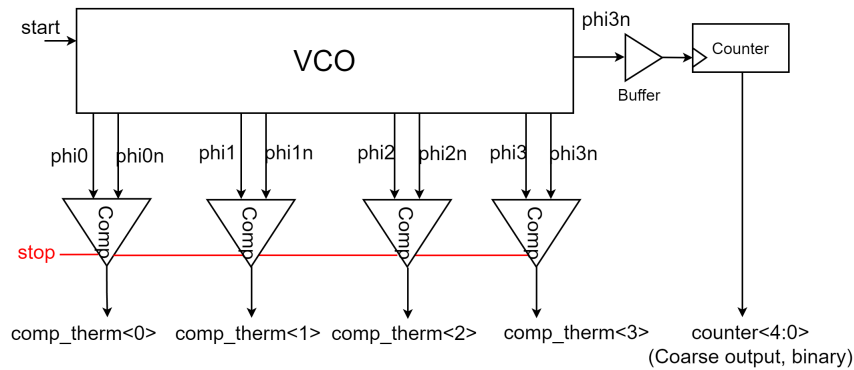 start
VCO
phi3n
Counter
Buffer
phi0
phi0n
phi1
phi1n
phi2
phi2n
phi3
phi3n
Comp
Comp
Comp
Comp
stop
comp_therm<0>
comp_therm<1>
comp_therm<2>
comp_therm<3>
counter<4:0>
(Coarse output, binary)